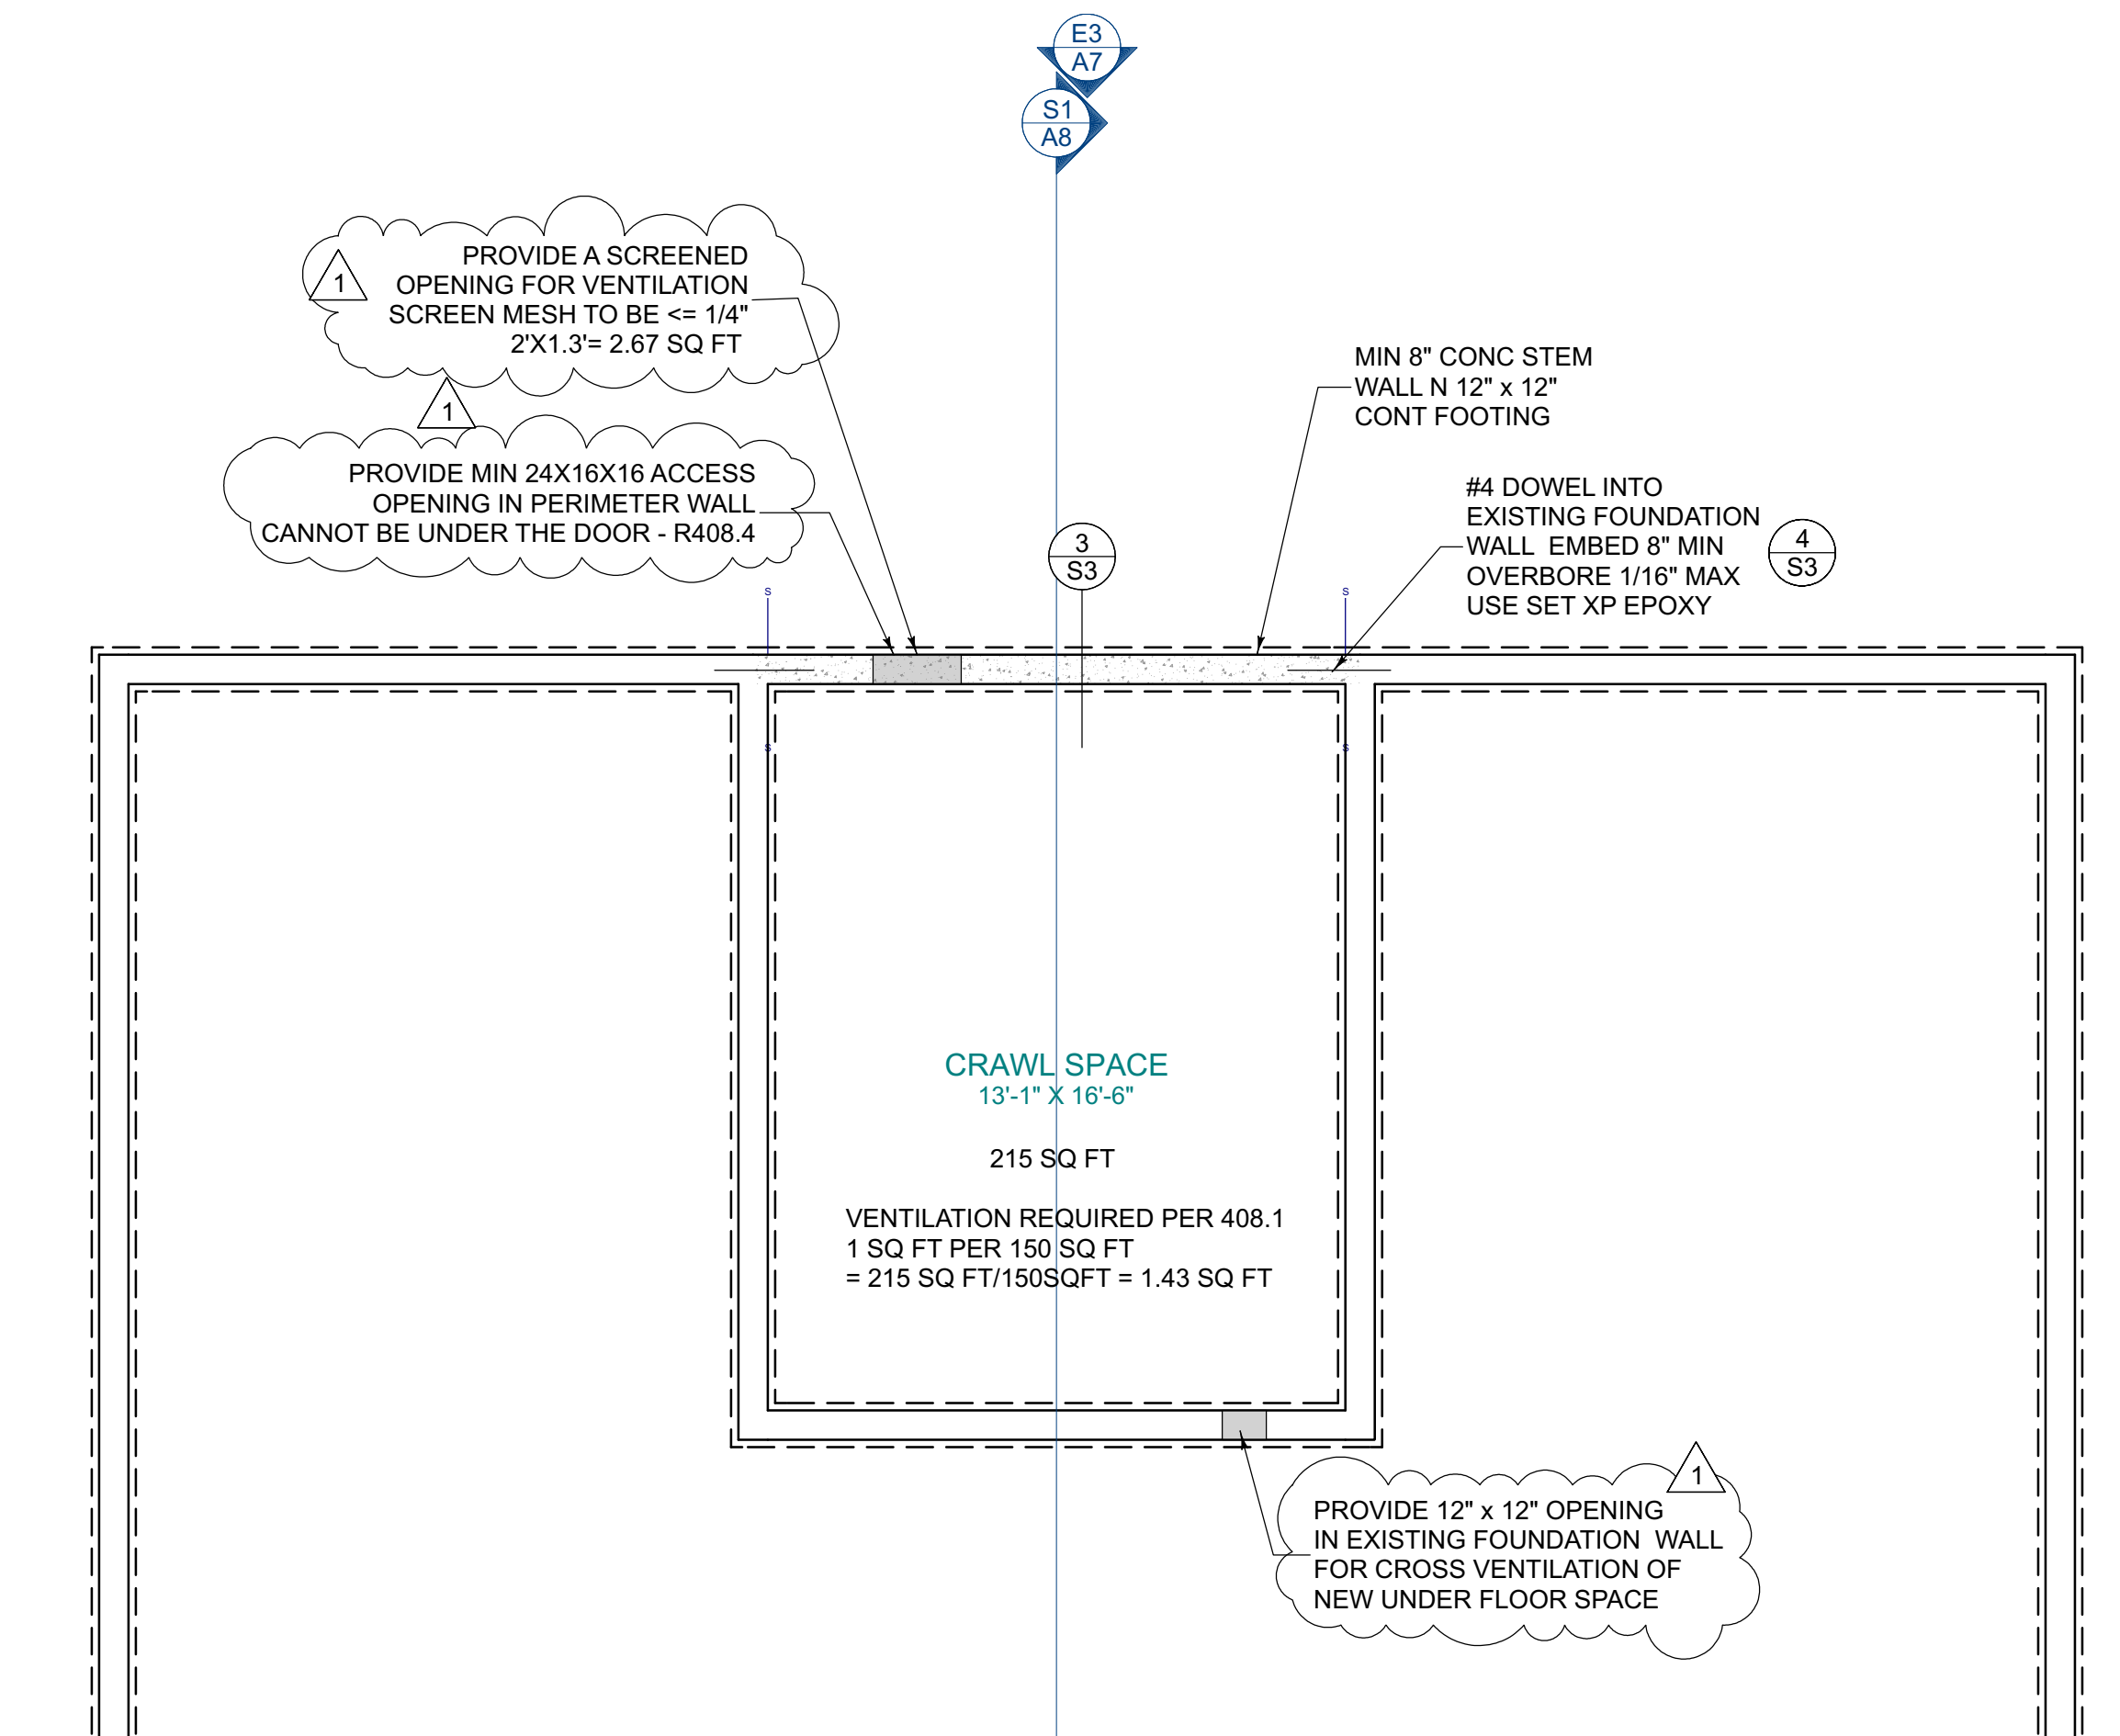 E3
A7
S1
A8
1
PROVIDE A SCREENED
OPENING FOR VENTILATION
SCREEN MESH TO BE <= 1/4"
2'X1.3'= 2.67 SQ FT
1
PROVIDE MIN 24X16X16 ACCESS
OPENING IN PERIMETER WALL
CANNOT BE UNDER THE DOOR - R408.4
MIN 8" CONC STEM
WALL N 12" x 12"
CONT FOOTING
#4 DOWEL INTO
EXISTING FOUNDATION
WALL  EMBED 8" MIN
OVERBORE 1/16" MAX
USE SET XP EPOXY
4
S3
3
S3
S
S
S
S
CRAWL SPACE
13'-1" X 16'-6"
215 SQ FT
VENTILATION REQUIRED PER 408.1
1 SQ FT PER 150 SQ FT
= 215 SQ FT/150SQFT = 1.43 SQ FT
1
PROVIDE 12" x 12" OPENING
IN EXISTING FOUNDATION  WALL
FOR CROSS VENTILATION OF
NEW UNDER FLOOR SPACE